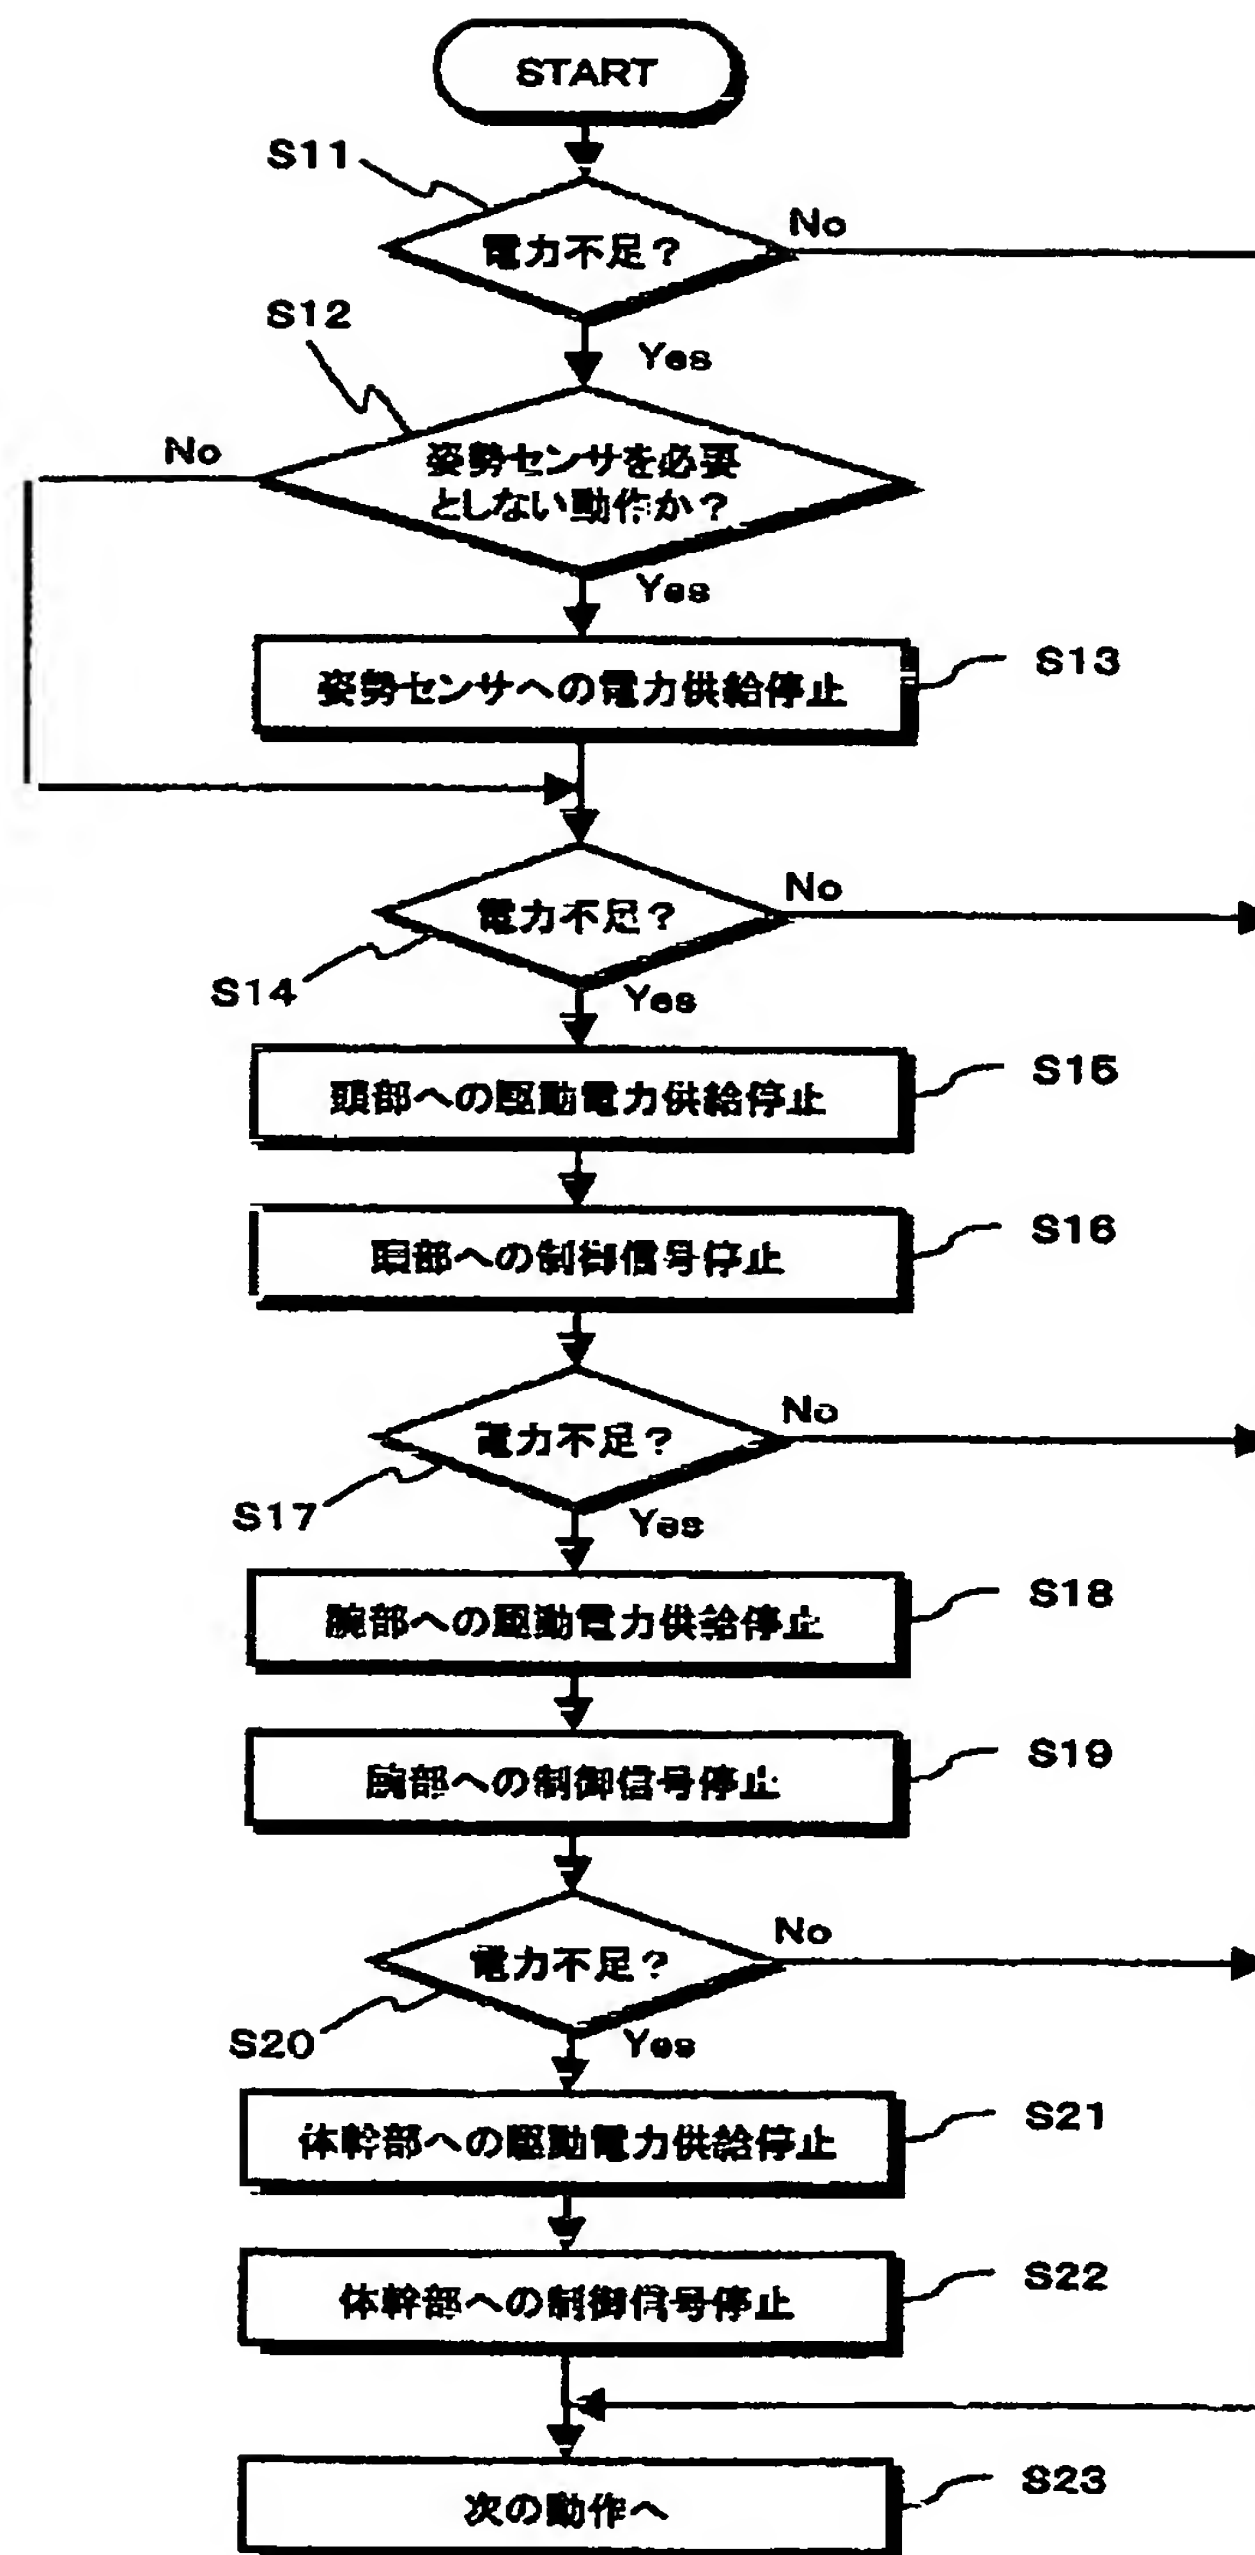 START
S11
電力不足？
No
Yes
S12
姿勢センサを必要
としない動作か？
No
Yes
姿勢センサへの電力供給停止
S13
電力不足？
No
S14
Yes
頭部への駆動電力供給停止
S15
頭部への制御信号停止
S16
電力不足？
No
S17
Yes
腕部への駆動電力供給停止
S18
腕部への制御信号停止
S19
電力不足？
No
S20
Yes
体幹部への駆動電力供給停止
S21
体幹部への制御信号停止
S22
次の動作へ
S23